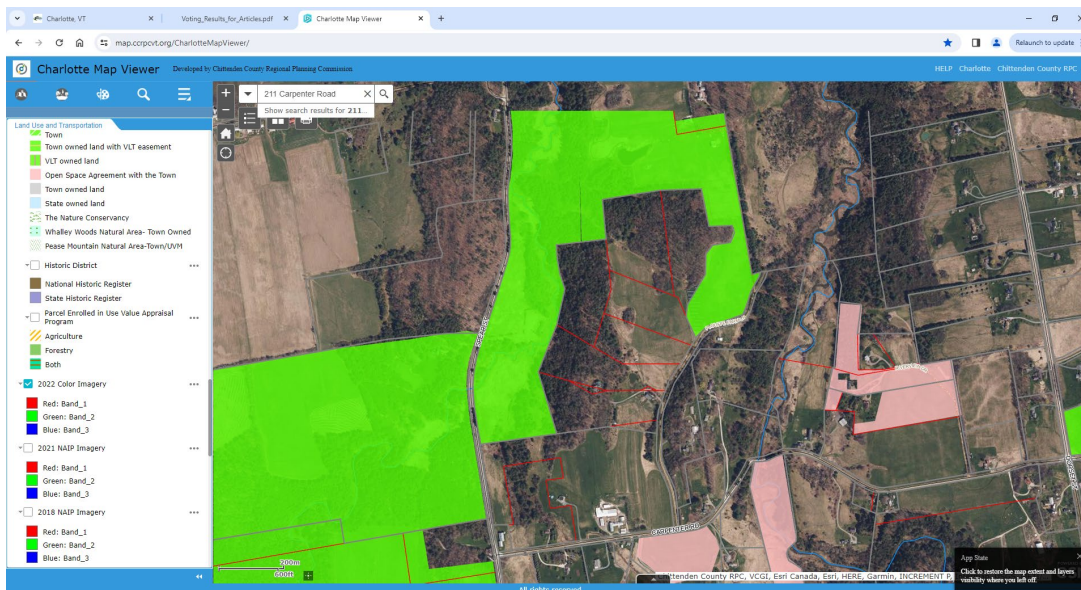 Charlotte, VT
Voting_Results_for_Articles.pdf
Charlotte Map Viewer
map.ccrpcvt.org/CharlotteMapViewer/
Relaunch to update
Charlotte Map Viewer
Developed by Chittenden County Regional Planning Commission
HELP Charlotte Chittenden County RPC
211 Carpenter Road
Show search results for 211...
Land Use and Transportation
Town
Town owned land with VLT easement
VLT owned land
Open Space Agreement with the Town
Town owned land
State owned land
The Nature Conservancy
Whalley Woods Natural Area- Town Owned
Pease Mountain Natural Area-Town/UVM
Historic District
National Historic Register
State Historic Register
Parcel Enrolled in Use Value Appraisal
Program
Agriculture
Forestry
Both
2022 Color Imagery
Red: Band_1
Green: Band_2
Blue: Band_3
2021 NAIP Imagery
Red: Band_1
Green: Band_2
Blue: Band_3
2018 NAIP Imagery
Red: Band_1
Green: Band_2
Blue: Band_3
CARPENTER RD
200m
600ft
Chittenden County RPC, VCGI, Esri Canada, Esri, HERE, Garmin, INCREMENT P,
App State
Click to restore the map extent and layers
visibility where you left off.
All rights reserved